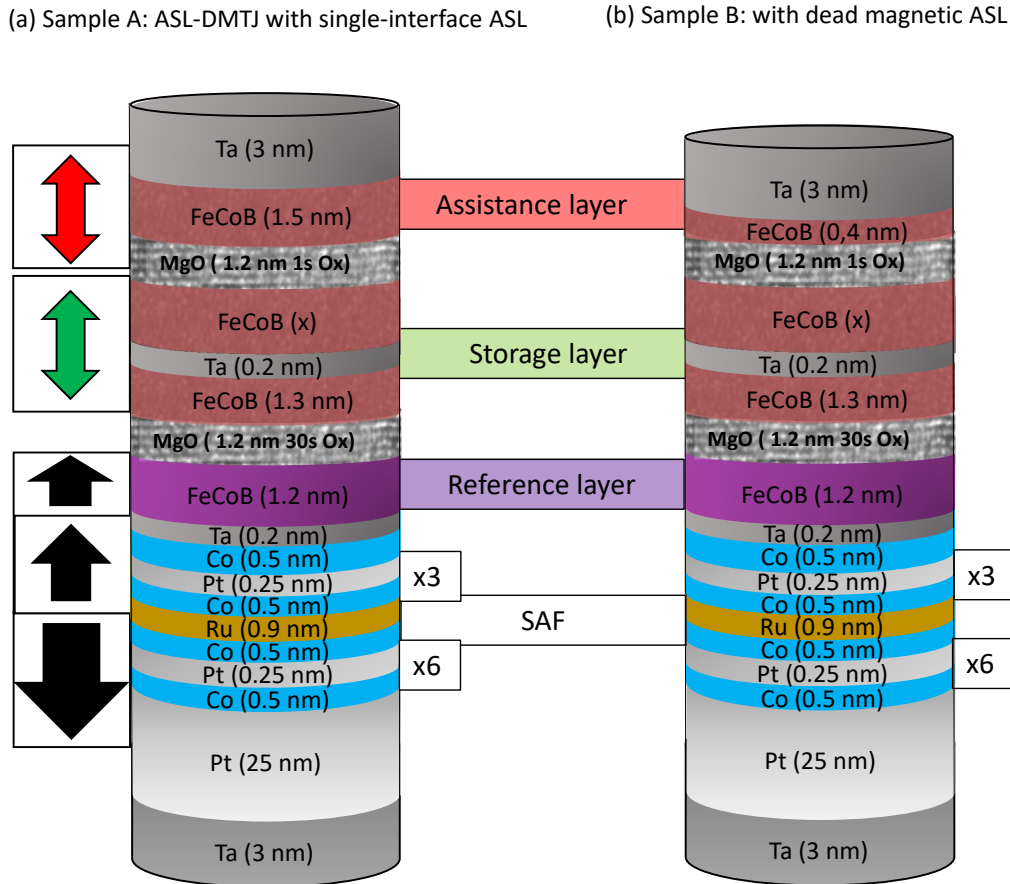 (a) Sample A: ASL-DMTJ with single-interface ASL
(b) Sample B: with dead magnetic ASL
Ta (3 nm)
FeCoB (1.5 nm)
MgO ( 1.2 nm 1s Ox)
FeCoB (x)
Ta (0.2 nm)
FeCoB (1.3 nm)
MgO ( 1.2 nm 30s Ox)
FeCoB (1.2 nm)
Ta (0.2 nm)
Co (0.5 nm)
Pt (0.25 nm)
Co (0.5 nm)
Ru (0.9 nm)
Co (0.5 nm)
Pt (0.25 nm)
Co (0.5 nm)
Pt (25 nm)
Ta (3 nm)
Assistance layer
Storage layer
Reference layer
x3
SAF
x6
Ta (3 nm)
FeCoB (0,4 nm)
MgO ( 1.2 nm 1s Ox)
FeCoB (x)
Ta (0.2 nm)
FeCoB (1.3 nm)
MgO ( 1.2 nm 30s Ox)
FeCoB (1.2 nm)
Ta (0.2 nm)
Co (0.5 nm)
Pt (0.25 nm)
Co (0.5 nm)
Ru (0.9 nm)
Co (0.5 nm)
Pt (0.25 nm)
Co (0.5 nm)
Pt (25 nm)
Ta (3 nm)
x3
x6